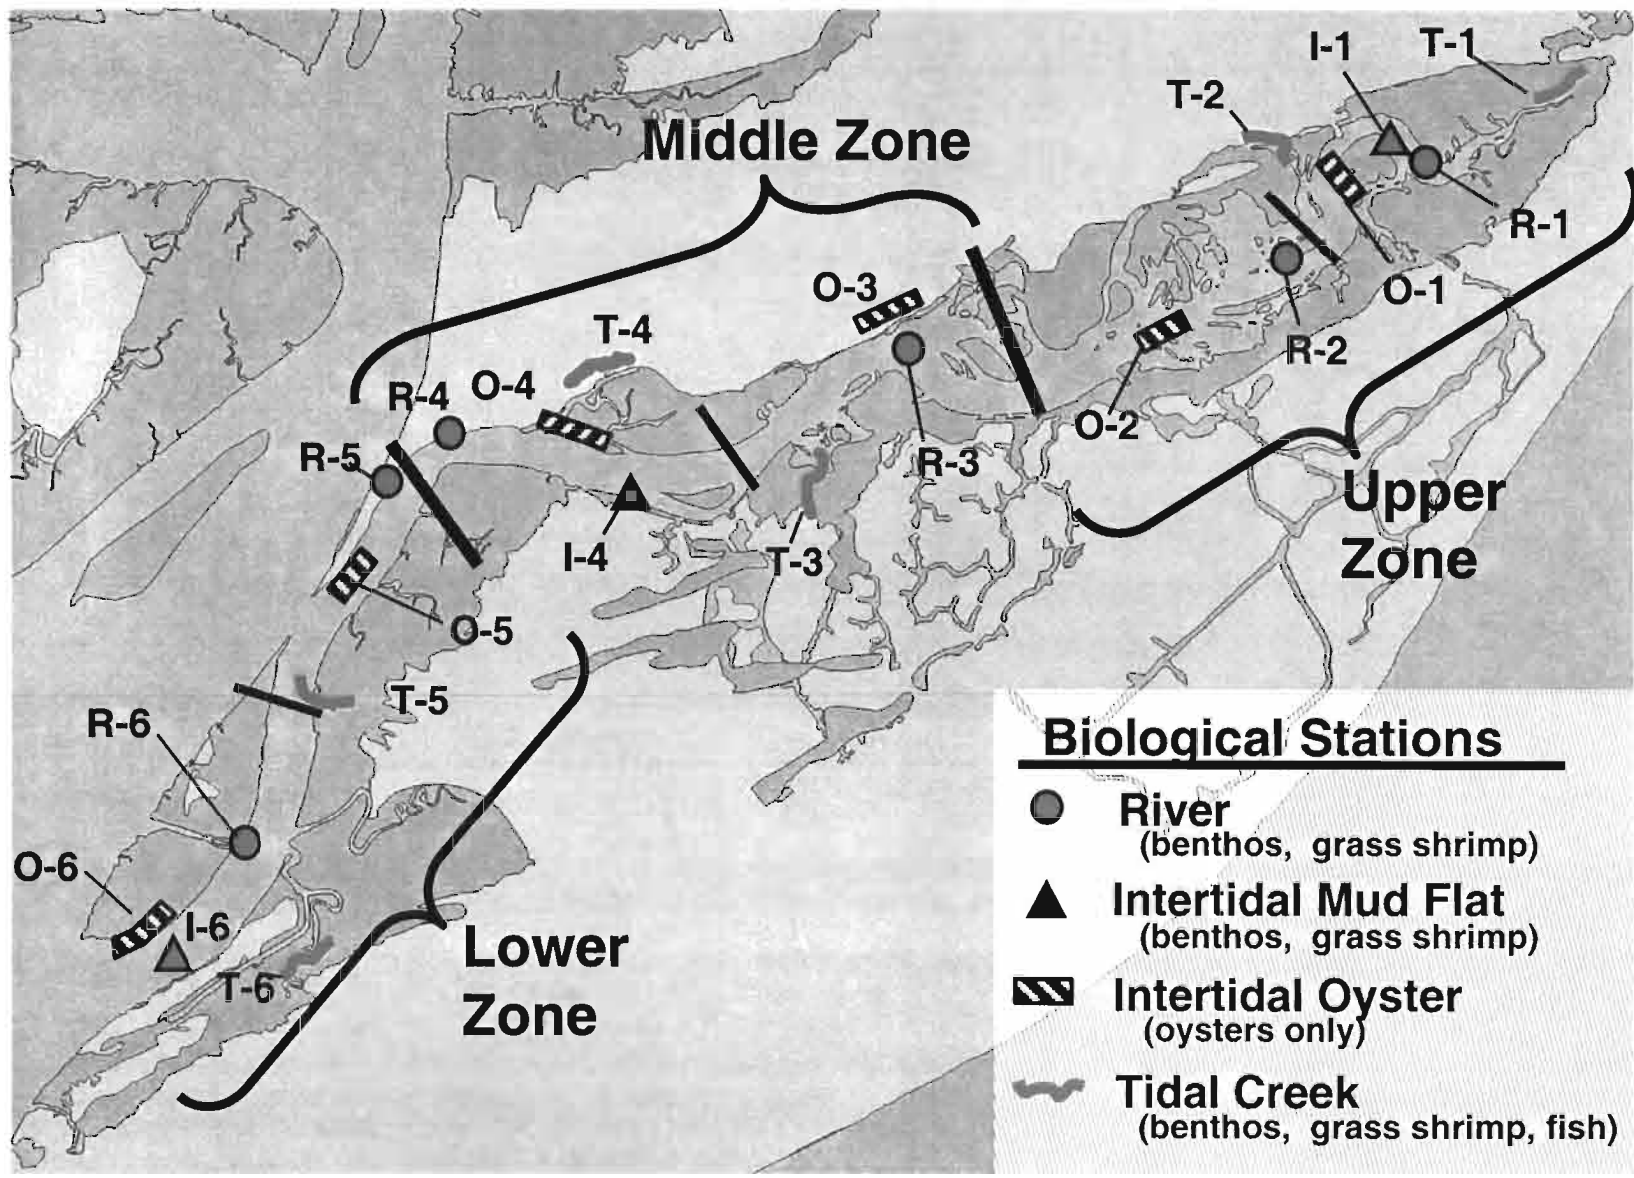 I-1
T-1
T-2
Middle Zone
R-1
O-3
O-1
T-4
R-2
R-4
O-4
O-2
R-5
R-3
Upper
Zone
I-4
T-3
O-5
T-5
R-6
O-6
I-6
T-6
Lower
Zone
Biological Stations
River
(benthos, grass shrimp)
Intertidal Mud Flat
(benthos, grass shrimp)
Intertidal Oyster
(oysters only)
Tidal Creek
(benthos, grass shrimp, fish)